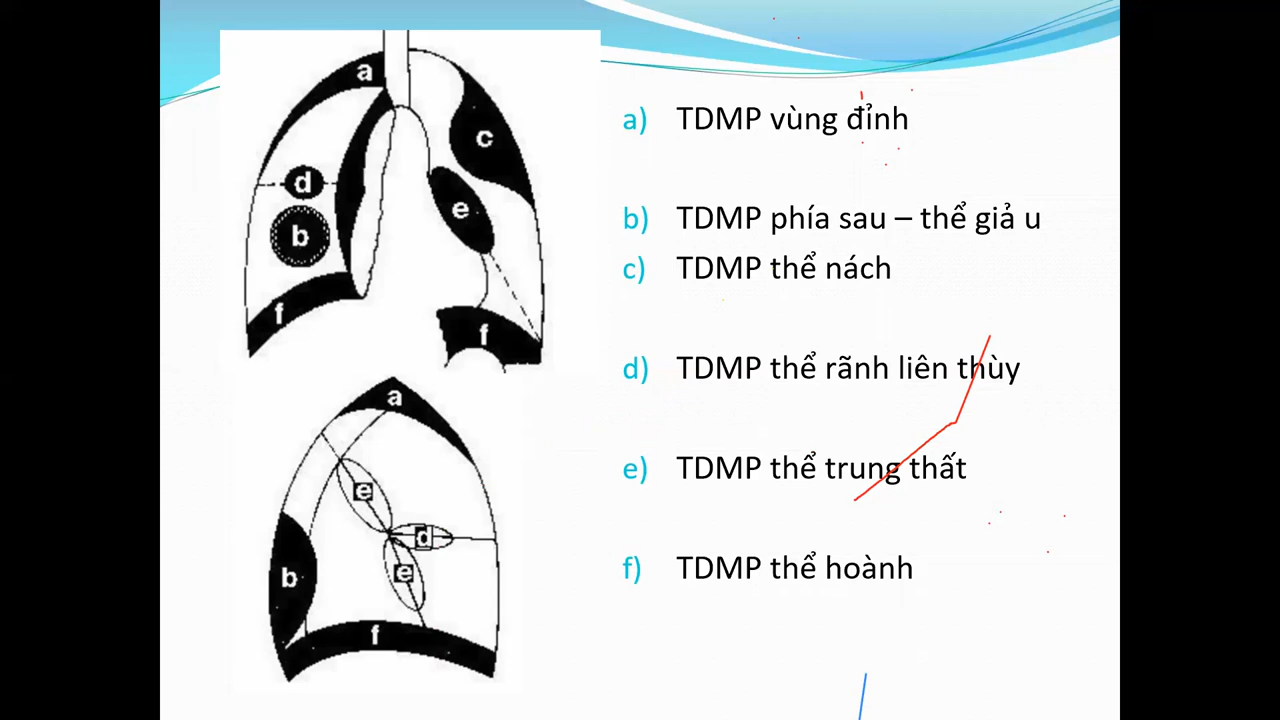 a
c
d
e
b
f
f
a
e
d
b
e
f
a) TDMP vùng đỉnh
b) TDMP phía sau – thể giả u
c) TDMP thể nách
d) TDMP thể rãnh liên thùy
e) TDMP thể trung thất
f) TDMP thể hoành